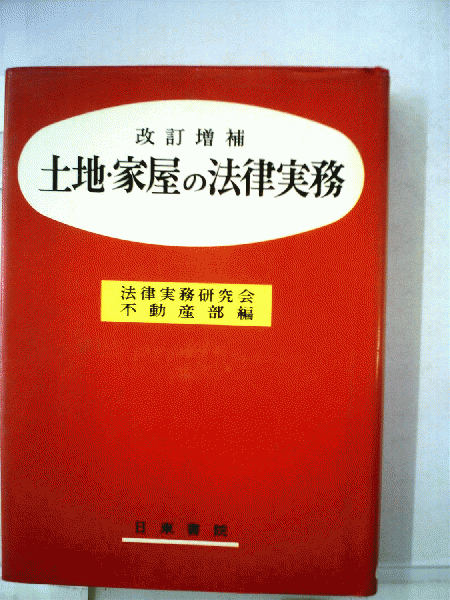 改訂増補
土地・家屋の法律実務
法律実務研究会
不動産部編
日東書院